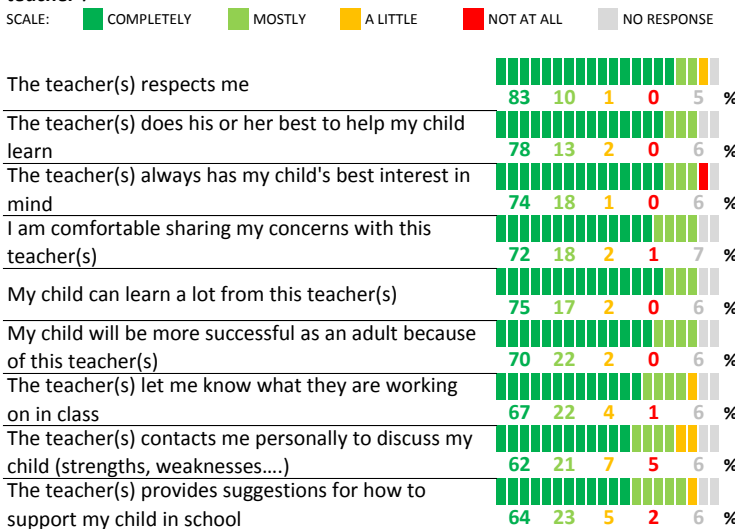 SCALE: COMPLETELY MOSTLY A LITTLE NOT AT ALL NO RESPONSE
The teacher(s) respects me
83 10 1 0 5 %
The teacher(s) does his or her best to help my child
learn
78 13 2 0 6 %
The teacher(s) always has my child's best interest in
mind
74 18 1 0 6 %
I am comfortable sharing my concerns with this
teacher(s)
72 18 2 1 7 %
My child can learn a lot from this teacher(s)
75 17 2 0 6 %
My child will be more successful as an adult because
of this teacher(s)
70 22 2 0 6 %
The teacher(s) let me know what they are working
on in class
67 22 4 1 6 %
The teacher(s) contacts me personally to discuss my
child (strengths, weaknesses....)
62 21 7 5 6 %
The teacher(s) provides suggestions for how to
support my child in school
64 23 5 2 6 %